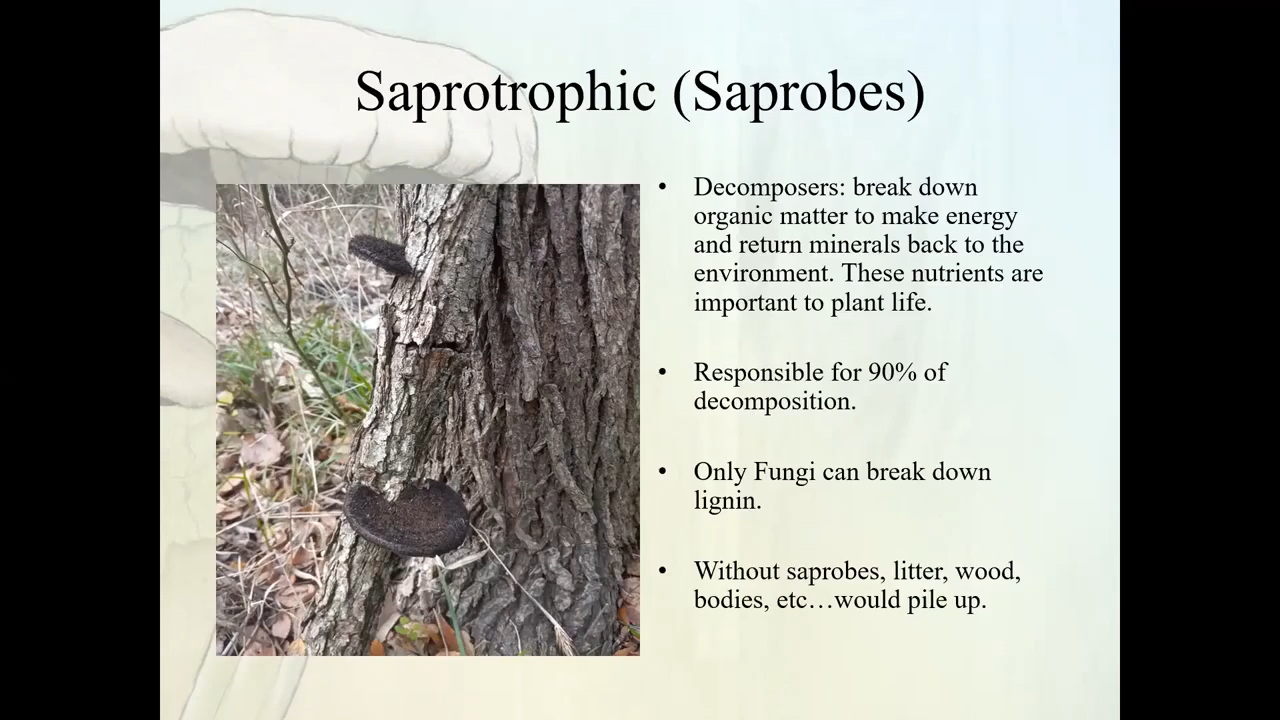 Saprotrophic (Saprobes)
• Decomposers: break down
organic matter to make energy
and return minerals back to the
environment. These nutrients are
important to plant life.
• Responsible for 90% of
decomposition.
• Only Fungi can break down
lignin.
• Without saprobes, litter, wood,
bodies, etc…would pile up.